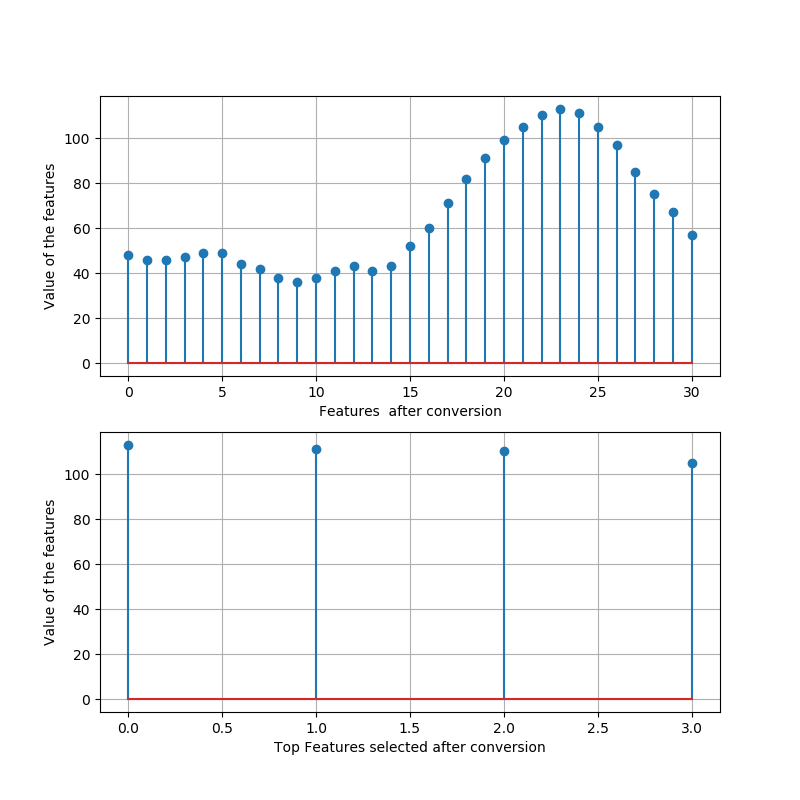 100
80
60
40
20
0
Value of the features
0 5 10 15 20 25 30
Features  after conversion
100
80
60
40
20
0
Value of the features
0.0 0.5 1.0 1.5 2.0 2.5 3.0
Top Features selected after conversion